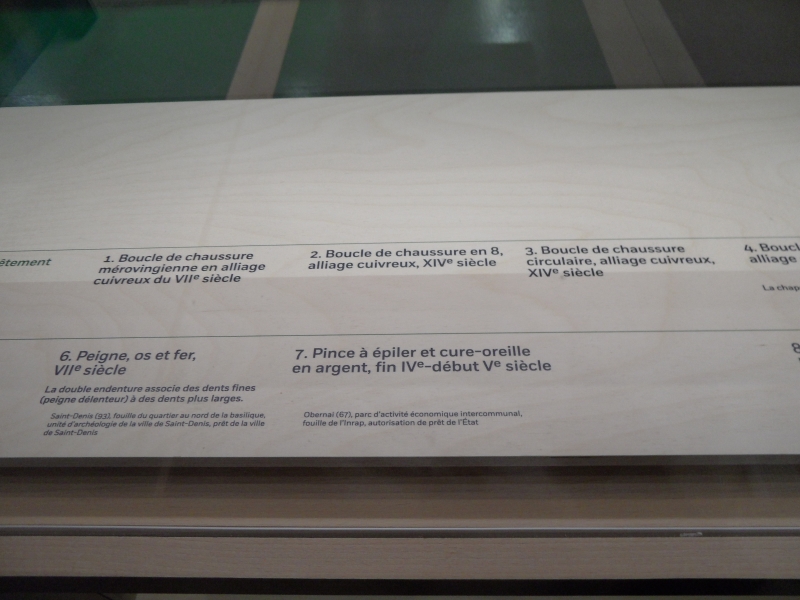 1. Boucle de chaussure
mérovingienne en alliage
cuivreux du VIIe siècle
2. Boucle de chaussure en 8,
alliage cuivreux, XIVe siècle
3. Boucle de chaussure
circulaire, alliage cuivreux,
XIVe siècle
4.
alliage
La
6. Peigne, os et fer,
VIIe siècle
La double endenture associe des dents fines
(peigne délenteur) à des dents plus larges.
Saint-Denis (93), fouille du quartier au nord de la basilique,
unité d'archéologie de la ville de Saint-Denis, prêt de la ville
de Saint-Denis
7. Pince à épiler et cure-oreille
en argent, fin IVe-début Ve siècle
Obernai (67), parc d'activité économique intercommunal,
fouille de l'Inrap, autorisation de prêt de l'État
8